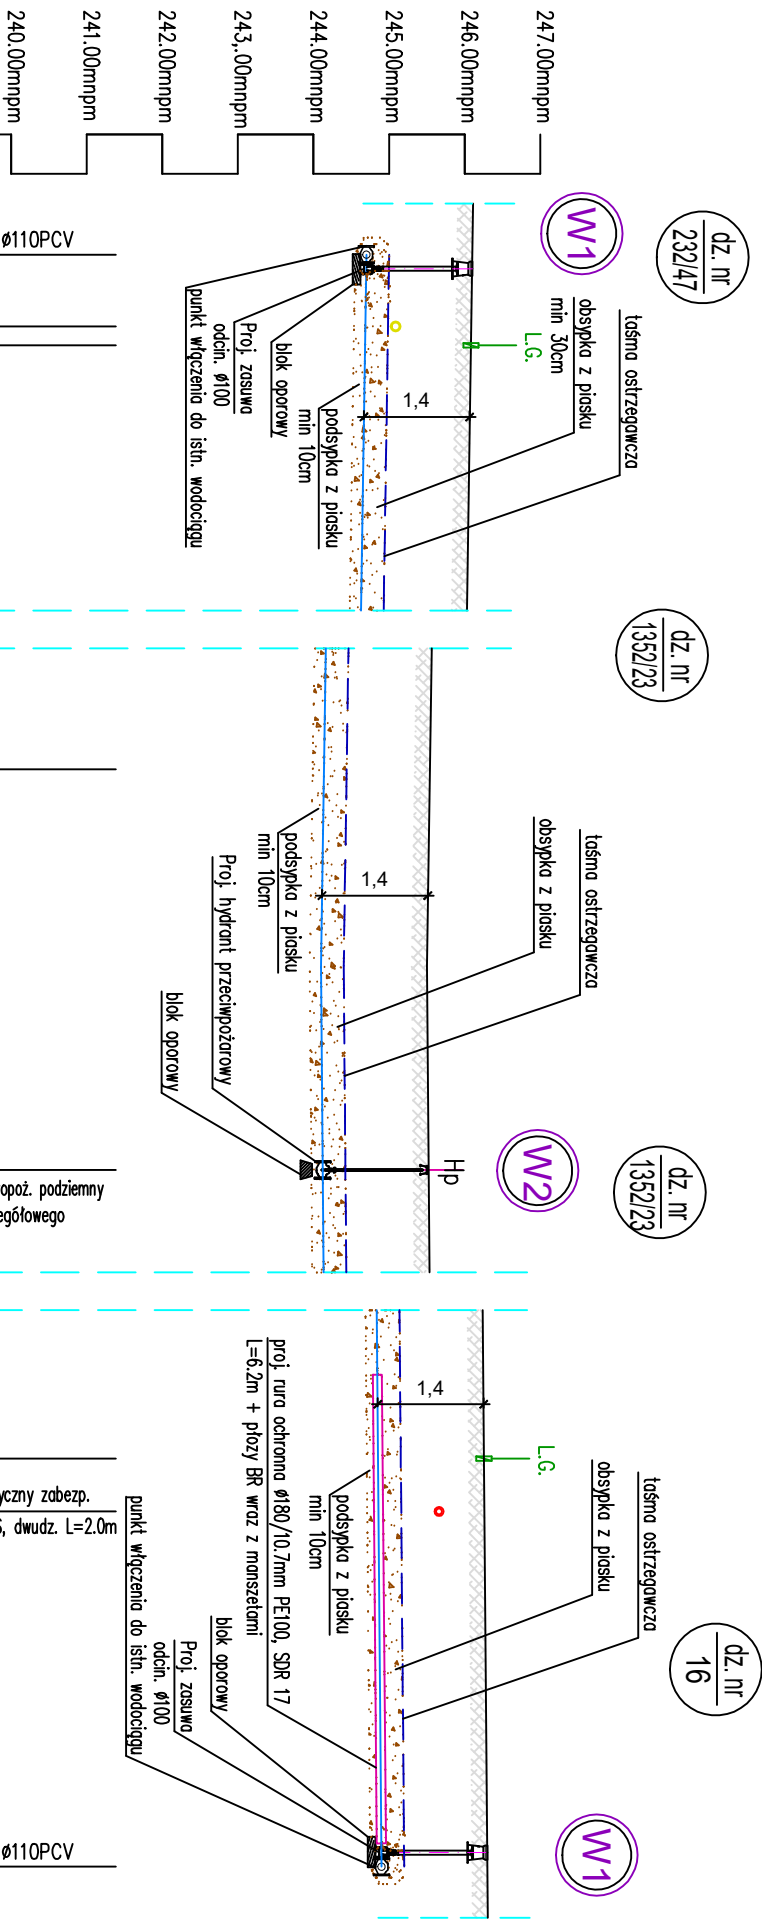 247.00mnpm
246.00mnpm
245.00mnpm
244.00mnpm
243,.00mnpm
242.00mnpm
241.00mnpm
240.00mnpm
dz. nr
232/47
W1
taśma ostrzegawcza
obsypka z piasku
min 30cm
L.G.
1,4
podsypka z piasku
min 10cm
blok oporowy
Proj. zasuwa
odcin. ø100
punkt włączenia do istn. wodociągu
ø110PCV
dz. nr
1352/23
taśma ostrzegawcza
obsypka z piasku
1,4
podsypka z piasku
min 10cm
Proj. hydrant przeciwpożarowy
blok oporowy
dz. nr
1352/23
W2
Hp
opoż. podziemny
egółowego
dz. nr
16
W1
taśma ostrzegawcza
obsypka z piasku
L.G.
1,4
podsypka z piasku
min 10cm
proj. rura ochronna ø180/10.7mm PE100, SDR 17
L=6.2m + płozy BR wraz z manszetami
blok oporowy
Proj. zasuwa
odcin. ø100
punkt włączenia do istn. wodociągu
yczny zabezp.
S, dwudz. L=2.0m
ø110PCV